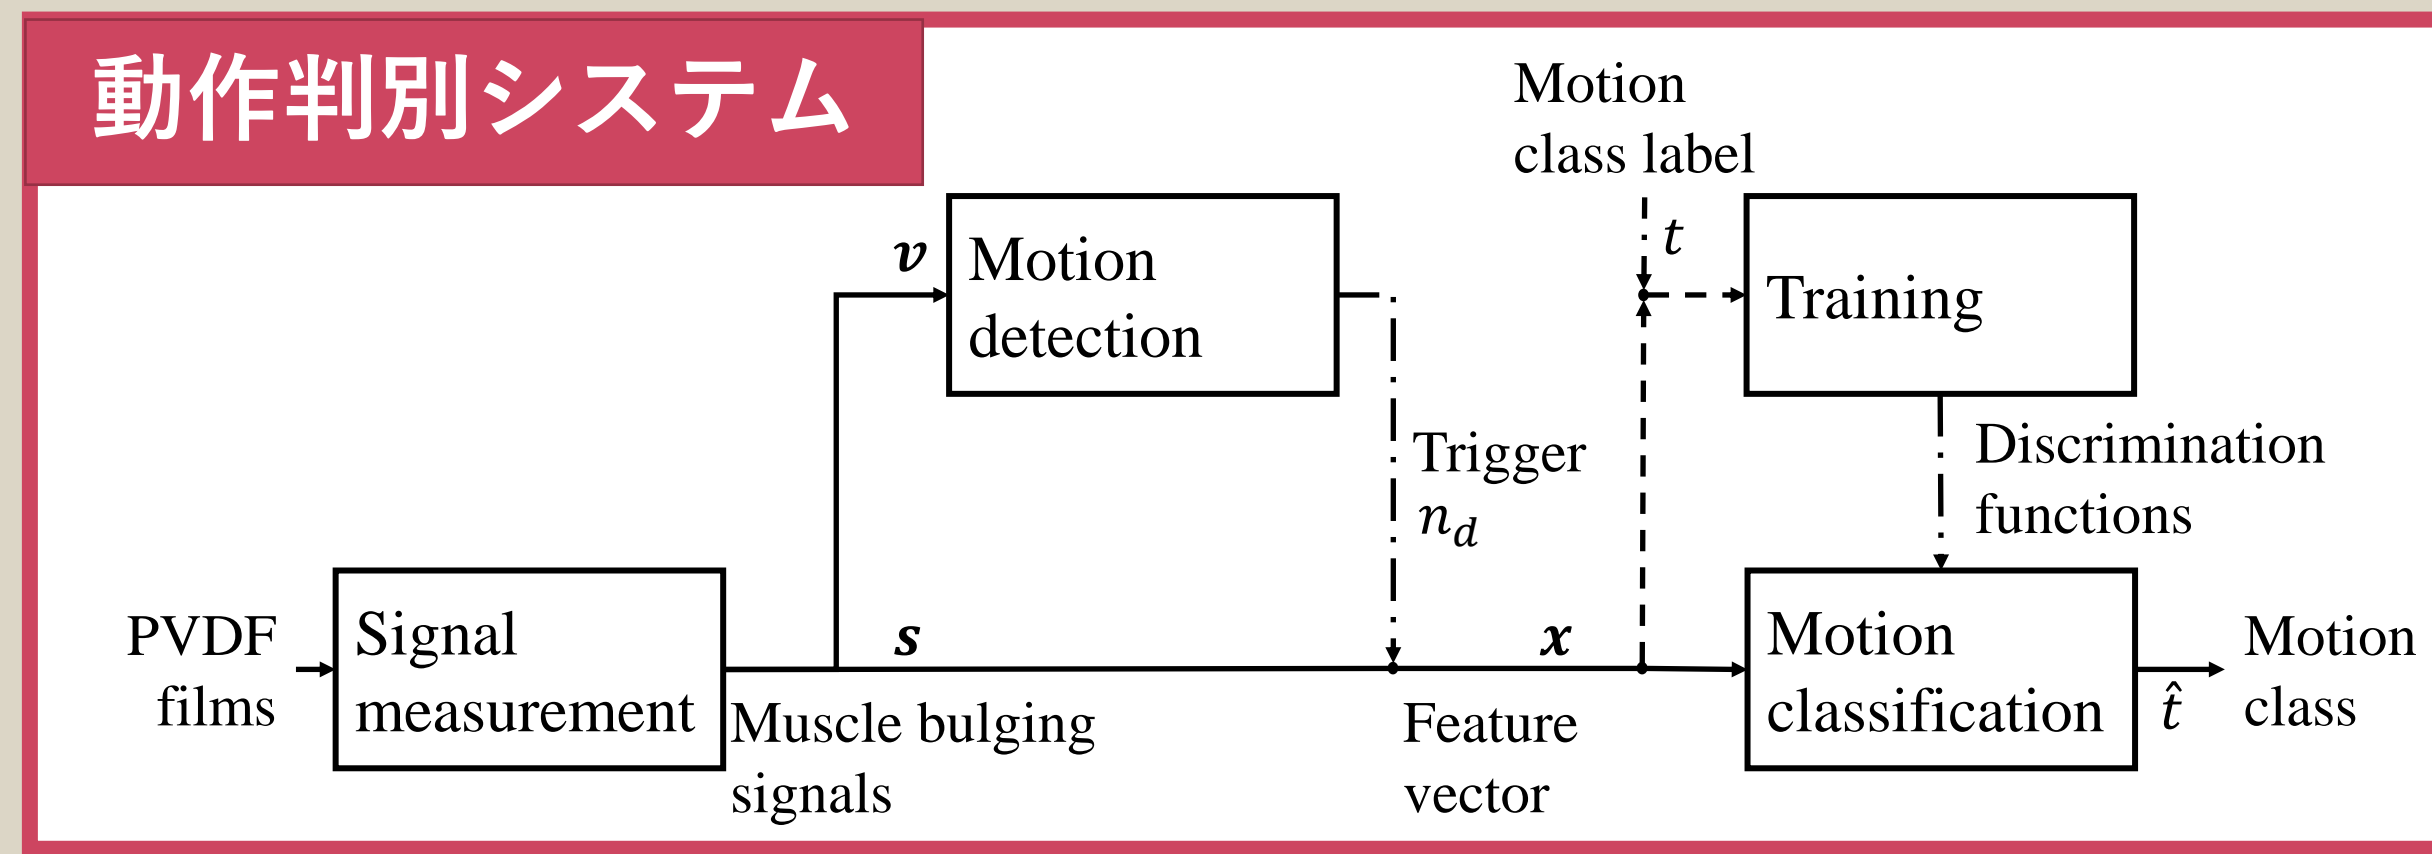 動作判別システム
Motion
class label
t
v
Motion
detection
Training
Trigger
n_d
Discrimination
functions
PVDF
films
Signal
measurement
s
Muscle bulging
signals
x
Feature
vector
Motion
classification
t̂
Motion
class